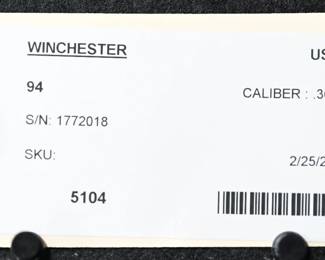 WINCHESTER
US
94
CALIBER : .3
S/N: 1772018
SKU:
2/25/2
5104